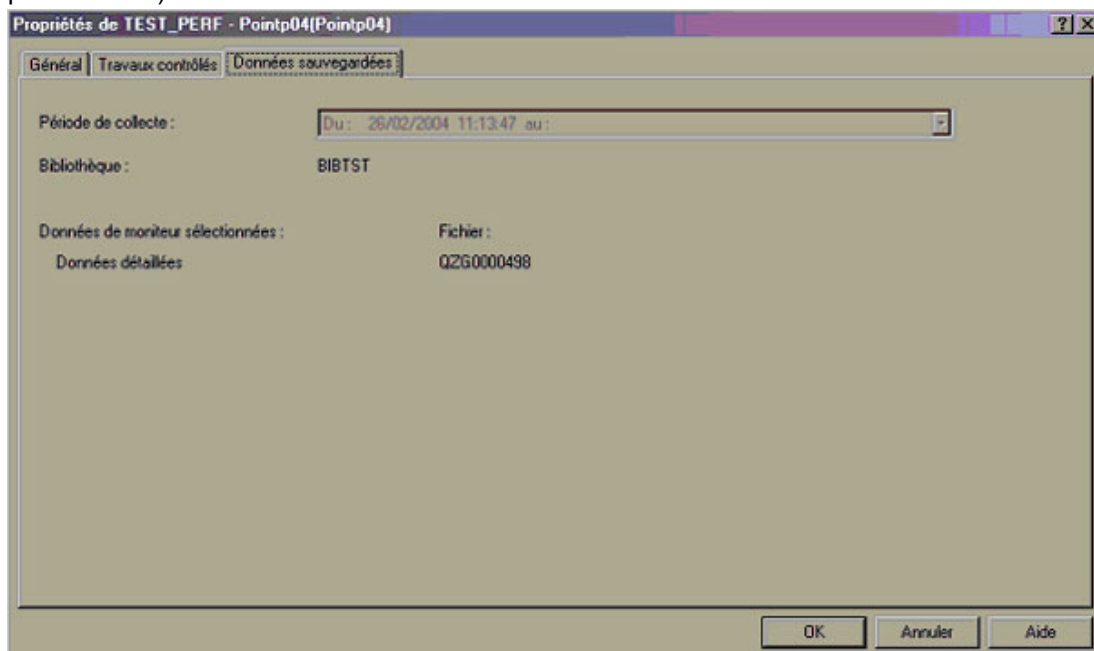 Propriétés de TEST_PERF - Pointp04(Pointp04)
Général Travaux contrôlés Données sauvegardées
Période de collecte : Du : 26/02/2004 11:13:47 au :
Bibliothèque : BIBTST
Données de moniteur sélectionnées : Fichier :
Données détaillées QZG0000498
OK Annuler Aide